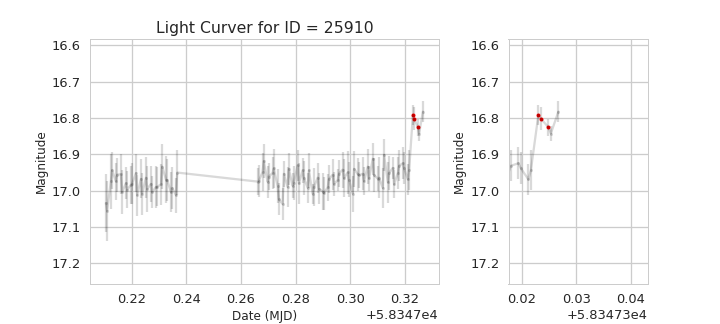 Light Curver for ID = 25910
Magnitude
16.6
16.7
16.8
16.9
17.0
17.1
17.2
0.22 0.24 0.26 0.28 0.30 0.32
Date (MJD)
+5.8347e4
Magnitude
16.6
16.7
16.8
16.9
17.0
17.1
17.2
0.02 0.03 0.04
+5.83473e4